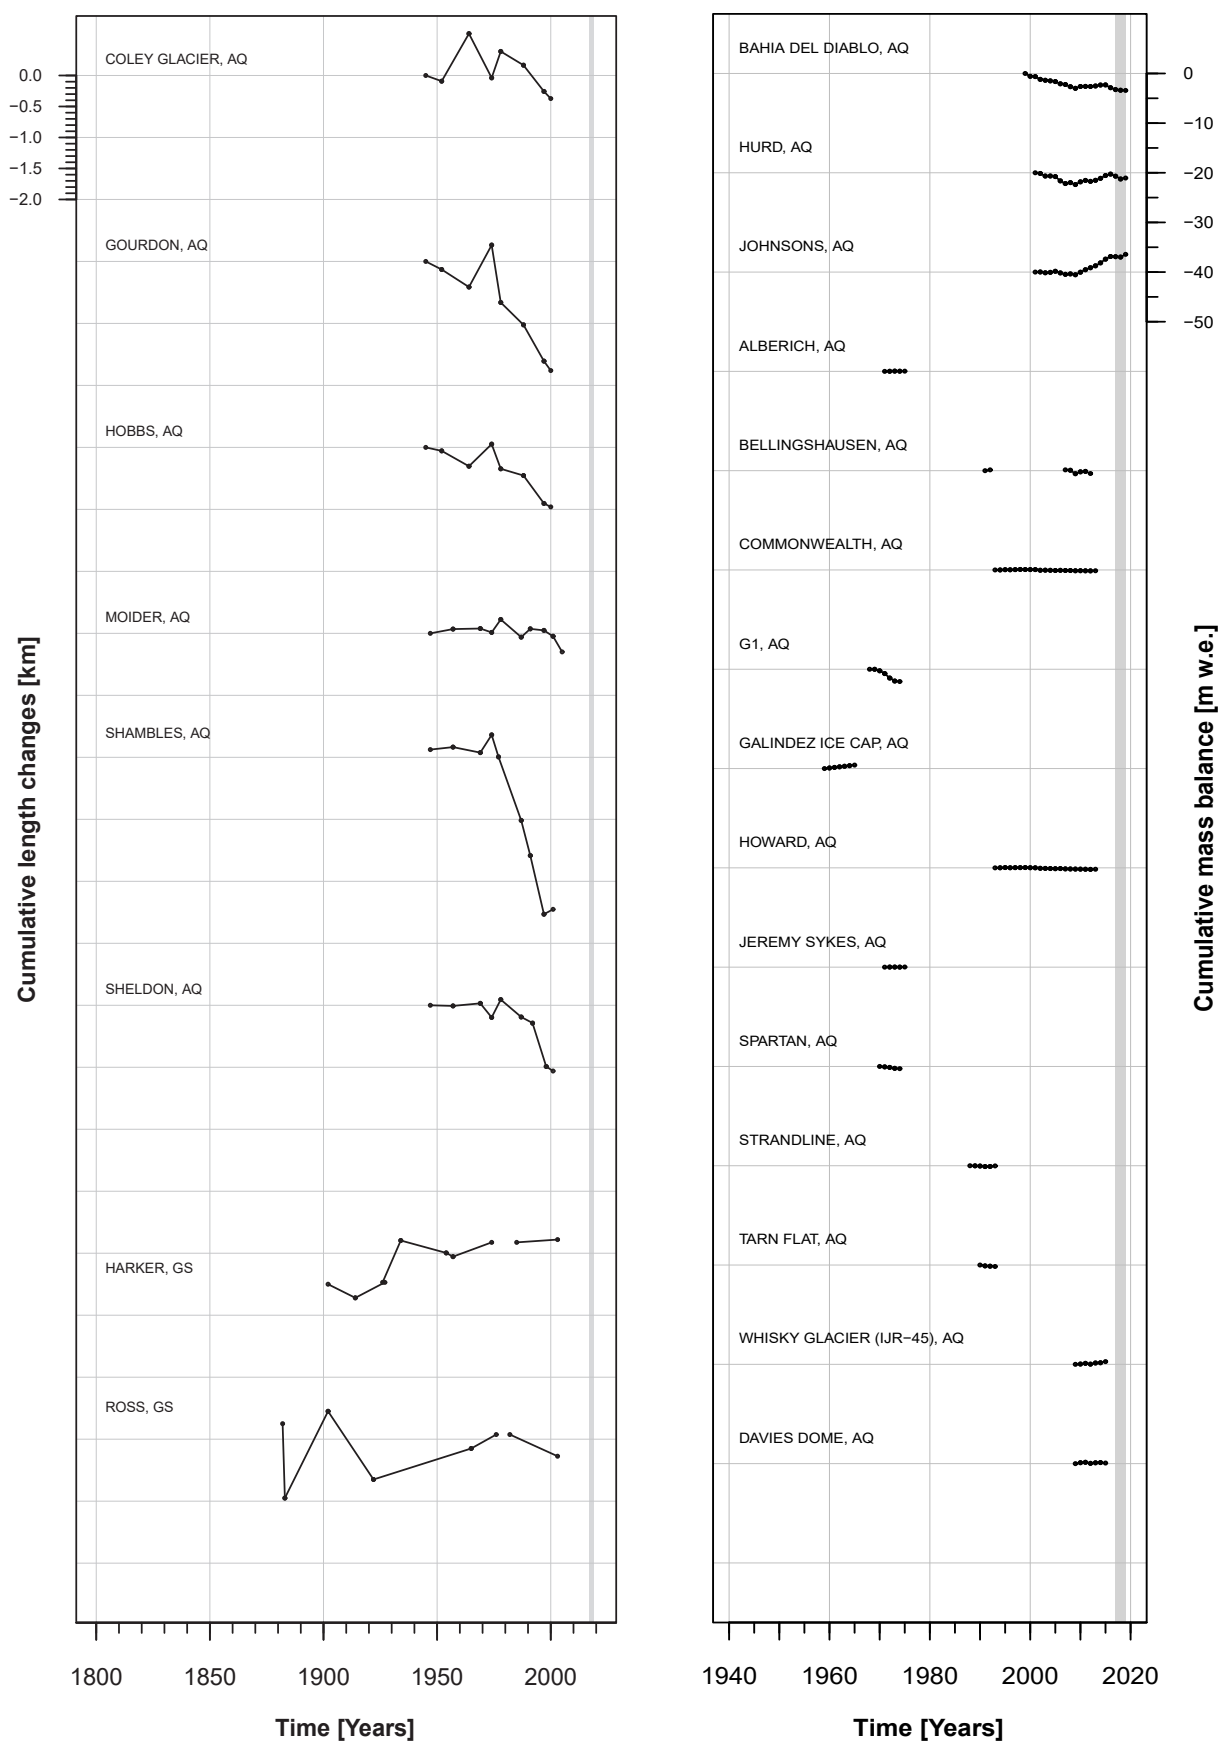 COLEY GLACIER, AQ
0.0
−0.5
−1.0
−1.5
−2.0
GOURDON, AQ
HOBBS, AQ
MOIDER, AQ
SHAMBLES, AQ
SHELDON, AQ
HARKER, GS
ROSS, GS
Cumulative length changes [km]
1800 1850 1900 1950 2000
Time [Years]
BAHIA DEL DIABLO, AQ
HURD, AQ
JOHNSONS, AQ
ALBERICH, AQ
BELLINGSHAUSEN, AQ
COMMONWEALTH, AQ
G1, AQ
GALINDEZ ICE CAP, AQ
HOWARD, AQ
JEREMY SYKES, AQ
SPARTAN, AQ
STRANDLINE, AQ
TARN FLAT, AQ
WHISKY GLACIER (IJR−45), AQ
DAVIES DOME, AQ
0
−10
−20
−30
−40
−50
Cumulative mass balance [m w.e.]
1940 1960 1980 2000 2020
Time [Years]